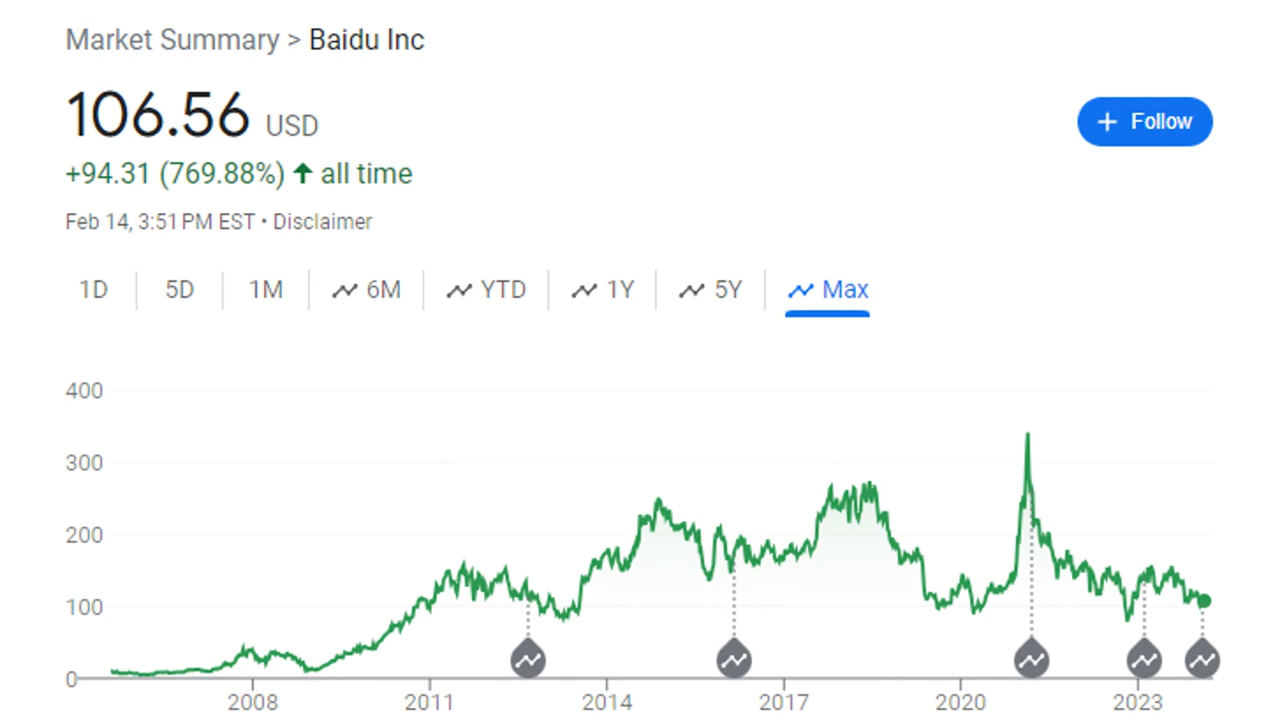 Market Summary > Baidu Inc
106.56 USD
+ Follow
+94.31 (769.88%) ↑ all time
Feb 14, 3:51 PM EST • Disclaimer
1D 5D 1M 6M YTD 1Y 5Y Max
400
300
200
100
0
2008 2011 2014 2017 2020 2023